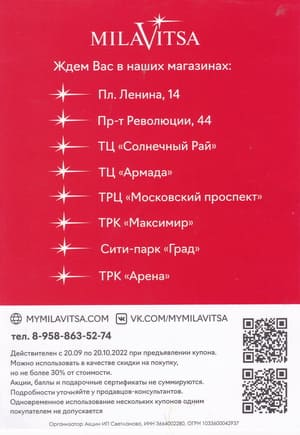 MILAVITSA
Ждем Вас в наших магазинах:
Пл. Ленина, 14
Пр-т Революции, 44
ТЦ «Солнечный Рай»
ТЦ «Армада»
ТРЦ «Московский проспект»
ТРК «Максимир»
Сити-парк «Град»
ТРК «Арена»
MYMILAVITSA.COM VK.COM/MYMILAVITSA
тел. 8-958-863-52-74
Действителен с 20.09 по 20.10.2022 при предъявлении купона.
Можно использовать в качестве скидки на покупку,
но не более 30% от стоимости.
Акции, баллы и подарочные сертификаты не суммируются.
Подробности уточняйте у продавцов-консультантов.
Одновременное использование нескольких купонов одним
покупателем не допускается
Организатор Акции ИП Светканова, ИНН 3664002280, ОГРН 1033600042937